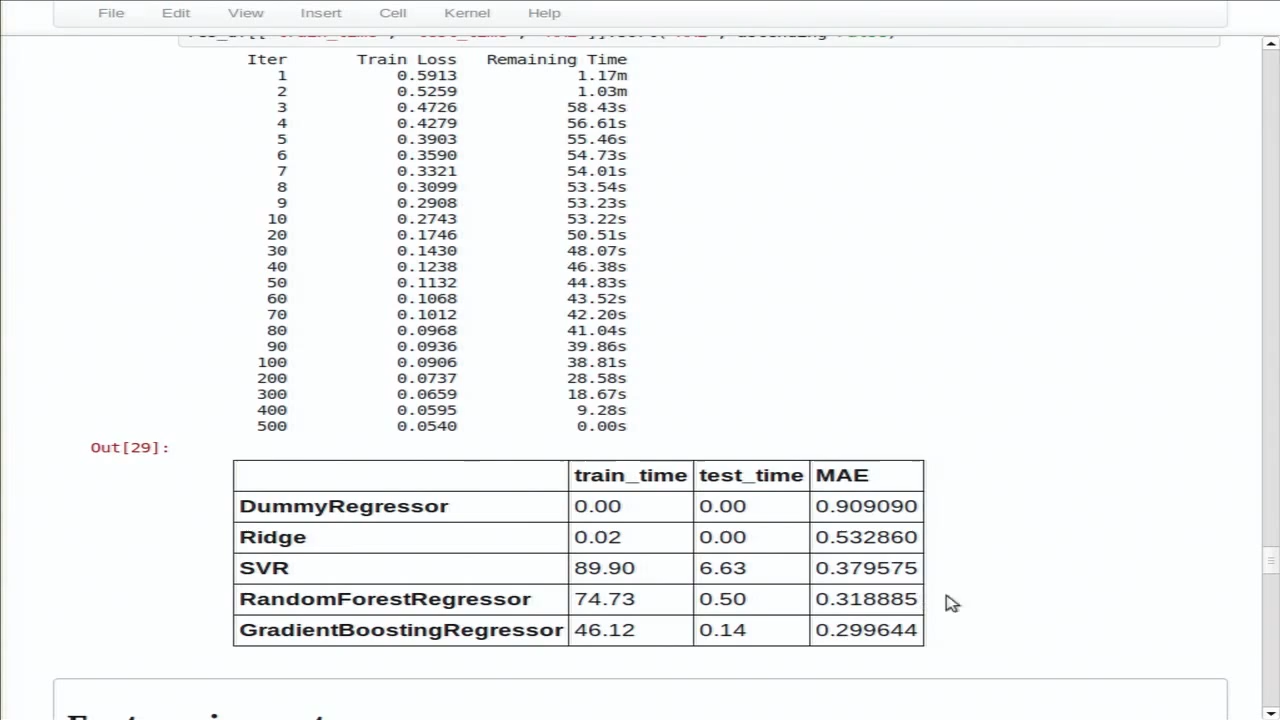 File Edit View Insert Cell Kernel Help
Iter Train Loss Remaining Time
1 0.5913 1.17m
2 0.5259 1.03m
3 0.4726 58.43s
4 0.4279 56.61s
5 0.3903 55.46s
6 0.3590 54.73s
7 0.3321 54.01s
8 0.3099 53.54s
9 0.2908 53.23s
10 0.2743 53.22s
20 0.1746 50.51s
30 0.1430 48.07s
40 0.1238 46.38s
50 0.1132 44.83s
60 0.1068 43.52s
70 0.1012 42.20s
80 0.0968 41.04s
90 0.0936 39.86s
100 0.0906 38.81s
200 0.0737 28.58s
300 0.0659 18.67s
400 0.0595 9.28s
500 0.0540 0.00s
Out[29]:
train_time test_time MAE
DummyRegressor 0.00 0.00 0.909090
Ridge 0.02 0.00 0.532860
SVR 89.90 6.63 0.379575
RandomForestRegressor 74.73 0.50 0.318885
GradientBoostingRegressor 46.12 0.14 0.299644